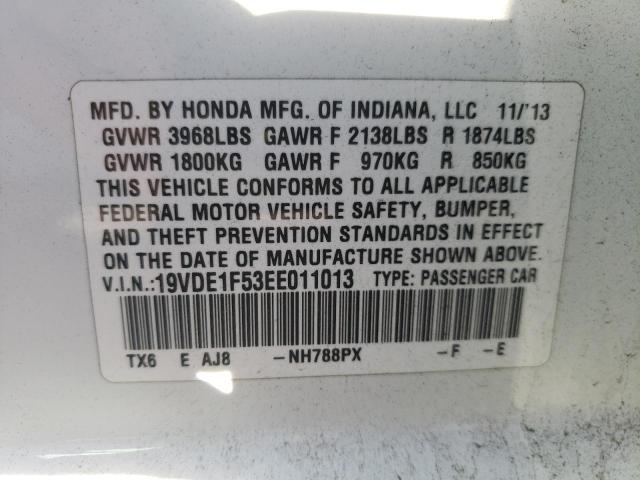 MFD. BY HONDA MFG. OF INDIANA, LLC 11/'13
GVWR 3968LBS GAWR F 2138LBS R 1874LBS
GVWR 1800KG GAWR F 970KG R 850KG
THIS VEHICLE CONFORMS TO ALL APPLICABLE
FEDERAL MOTOR VEHICLE SAFETY, BUMPER,
AND THEFT PREVENTION STANDARDS IN EFFECT
ON THE DATE OF MANUFACTURE SHOWN ABOVE.
V.I.N.:19VDE1F53EE011013 TYPE: PASSENGER CAR
TX6 E AJ8 -NH788PX -F -E